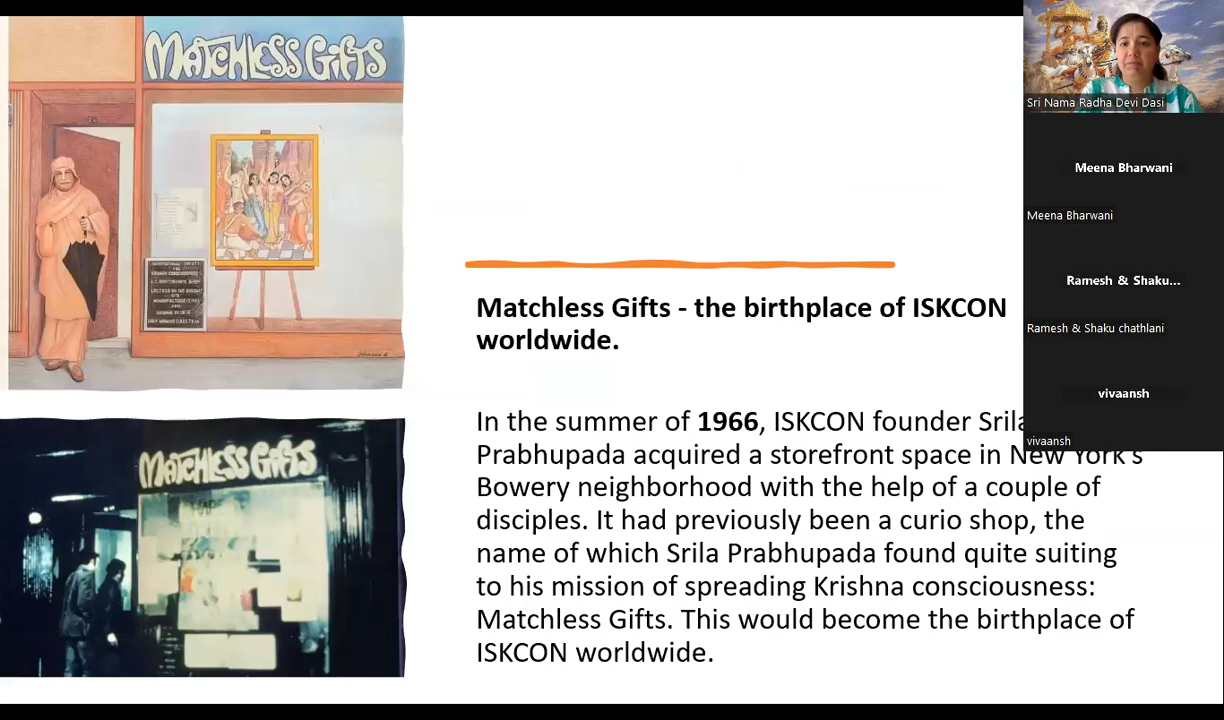 MATCHLESS GIFTS
26
MATCHLESS GIFTS
Matchless Gifts - the birthplace of ISKCON
worldwide.
In the summer of 1966, ISKCON founder Srila
Prabhupada acquired a storefront space in New York's
Bowery neighborhood with the help of a couple of
disciples. It had previously been a curio shop, the
name of which Srila Prabhupada found quite suiting
to his mission of spreading Krishna consciousness:
Matchless Gifts. This would become the birthplace of
ISKCON worldwide.
Sri Nama Radha Devi Dasi
Meena Bharwani
Meena Bharwani
Ramesh & Shaku...
Ramesh & Shaku chathlani
vivaansh
vivaansh